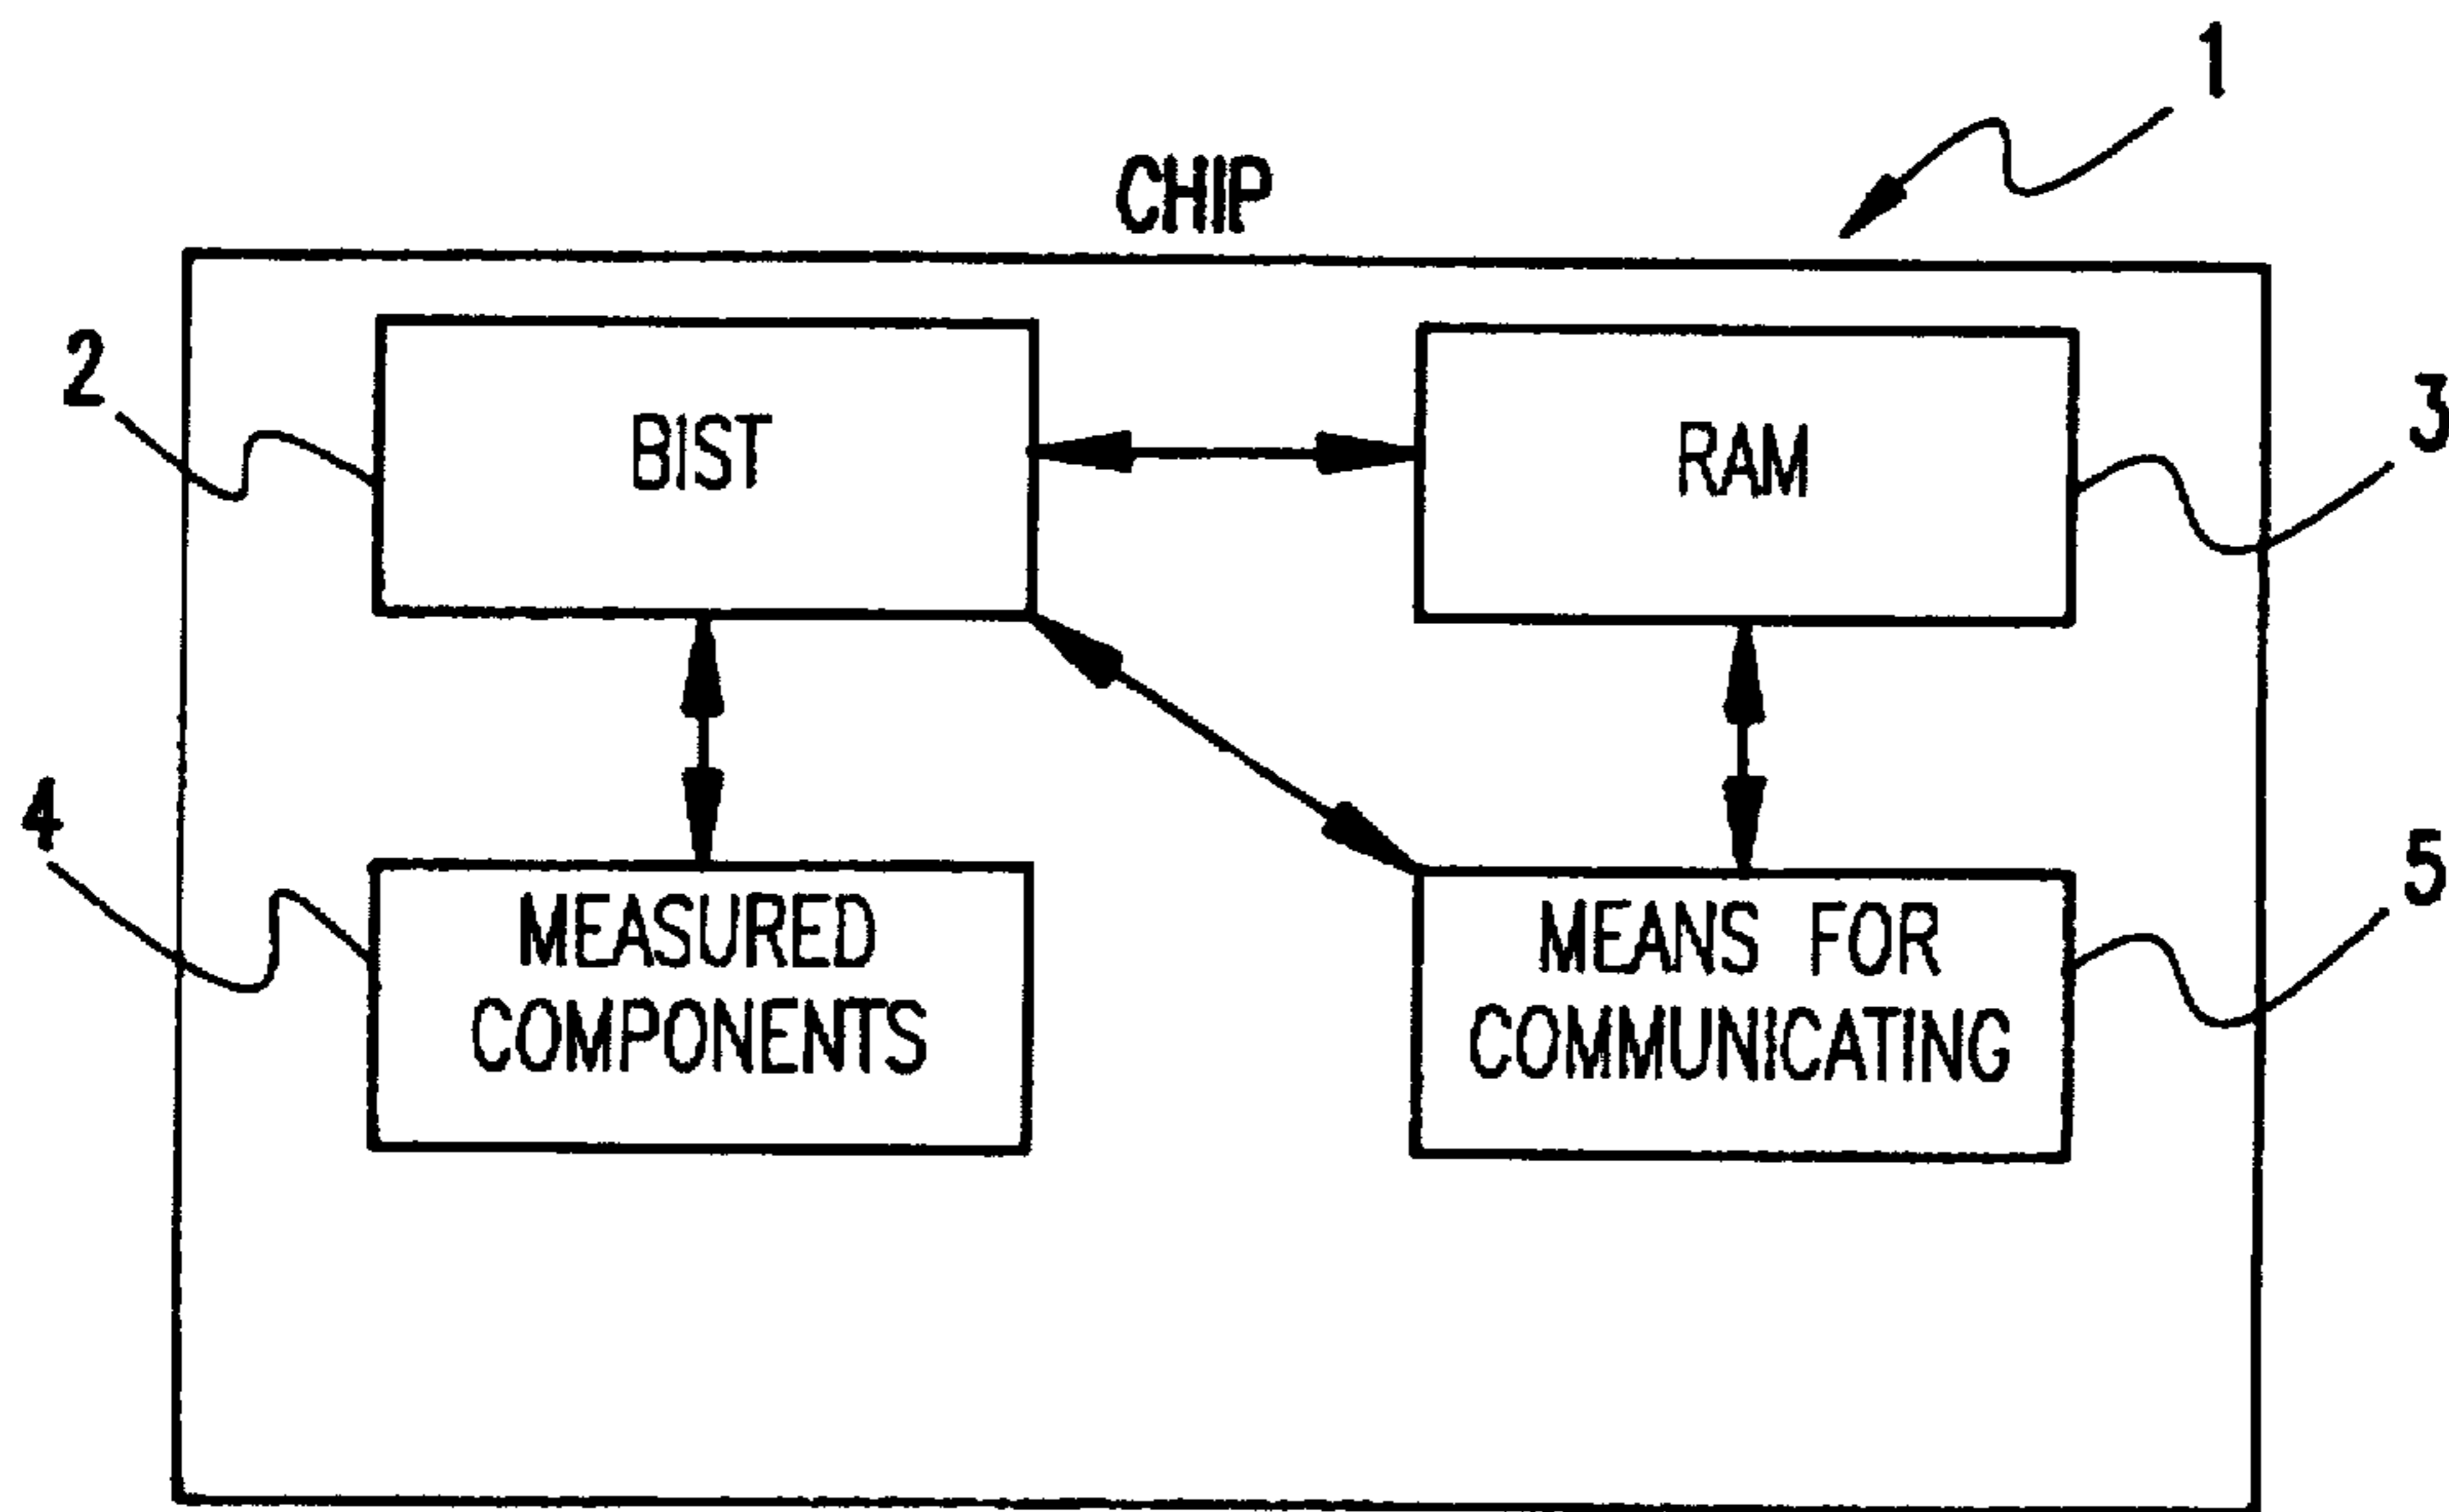 1
CHIP
2
BIST
RAM
3
4
MEASURED
COMPONENTS
MEANS FOR
COMMUNICATING
5